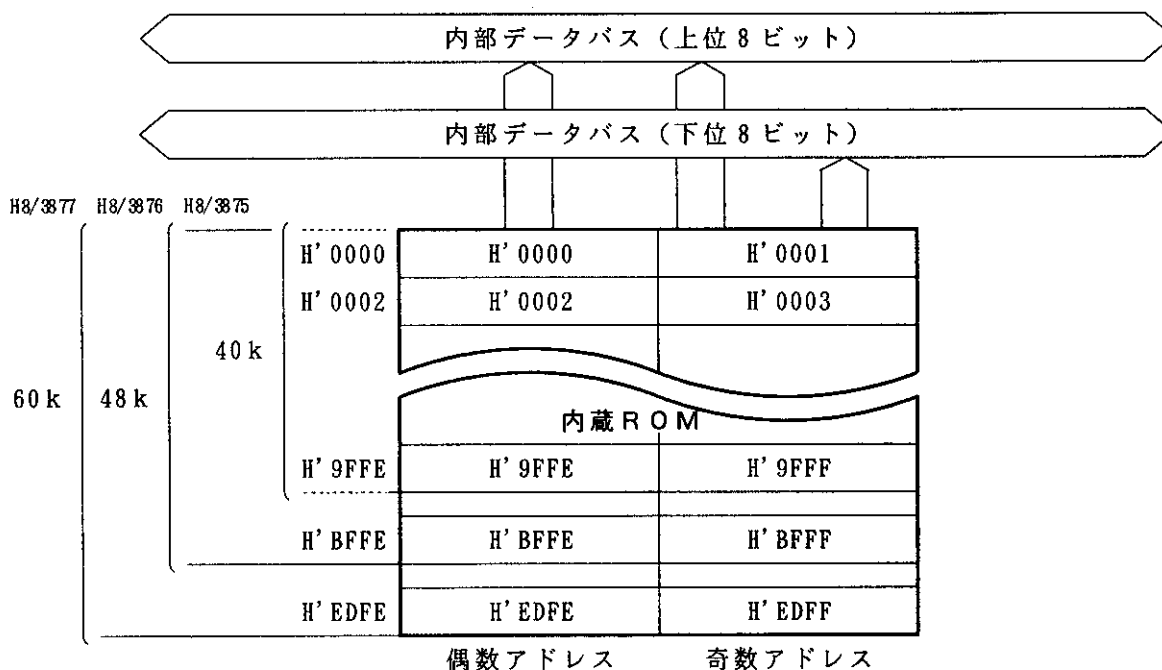 内部データバス（上位8ビット）
内部データバス（下位8ビット）
H8/3877 H8/3876 H8/3875
H'0000 H'0000 H'0001
H'0002 H'0002 H'0003
40k
60k 48k
内蔵ROM
H'9FFE H'9FFE H'9FFF
H'BFFE H'BFFE H'BFFF
H'EDFE H'EDFE H'EDFF
偶数アドレス 奇数アドレス